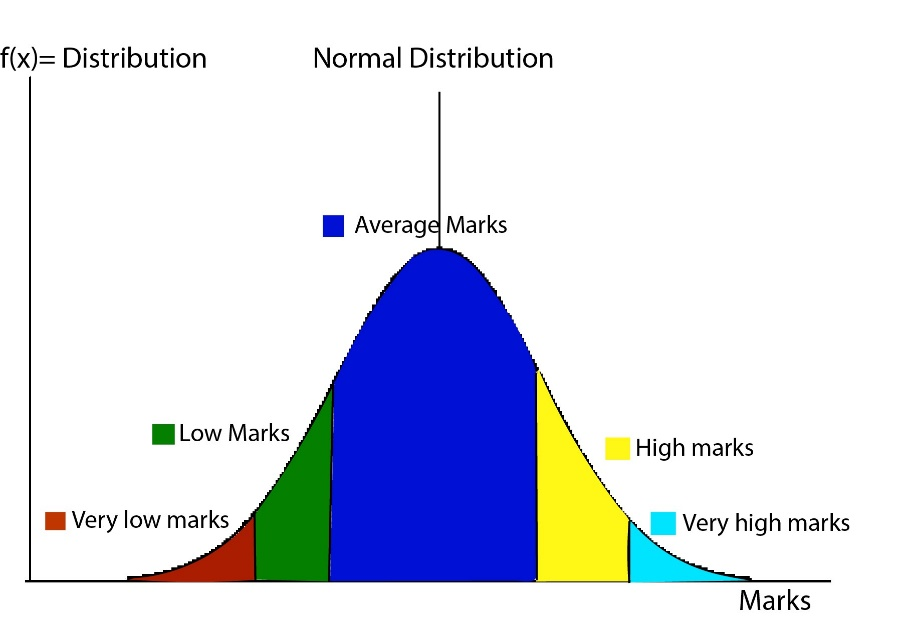 f(x)= Distribution
Normal Distribution
Average Marks
Low Marks
High marks
Very low marks
Very high marks
Marks